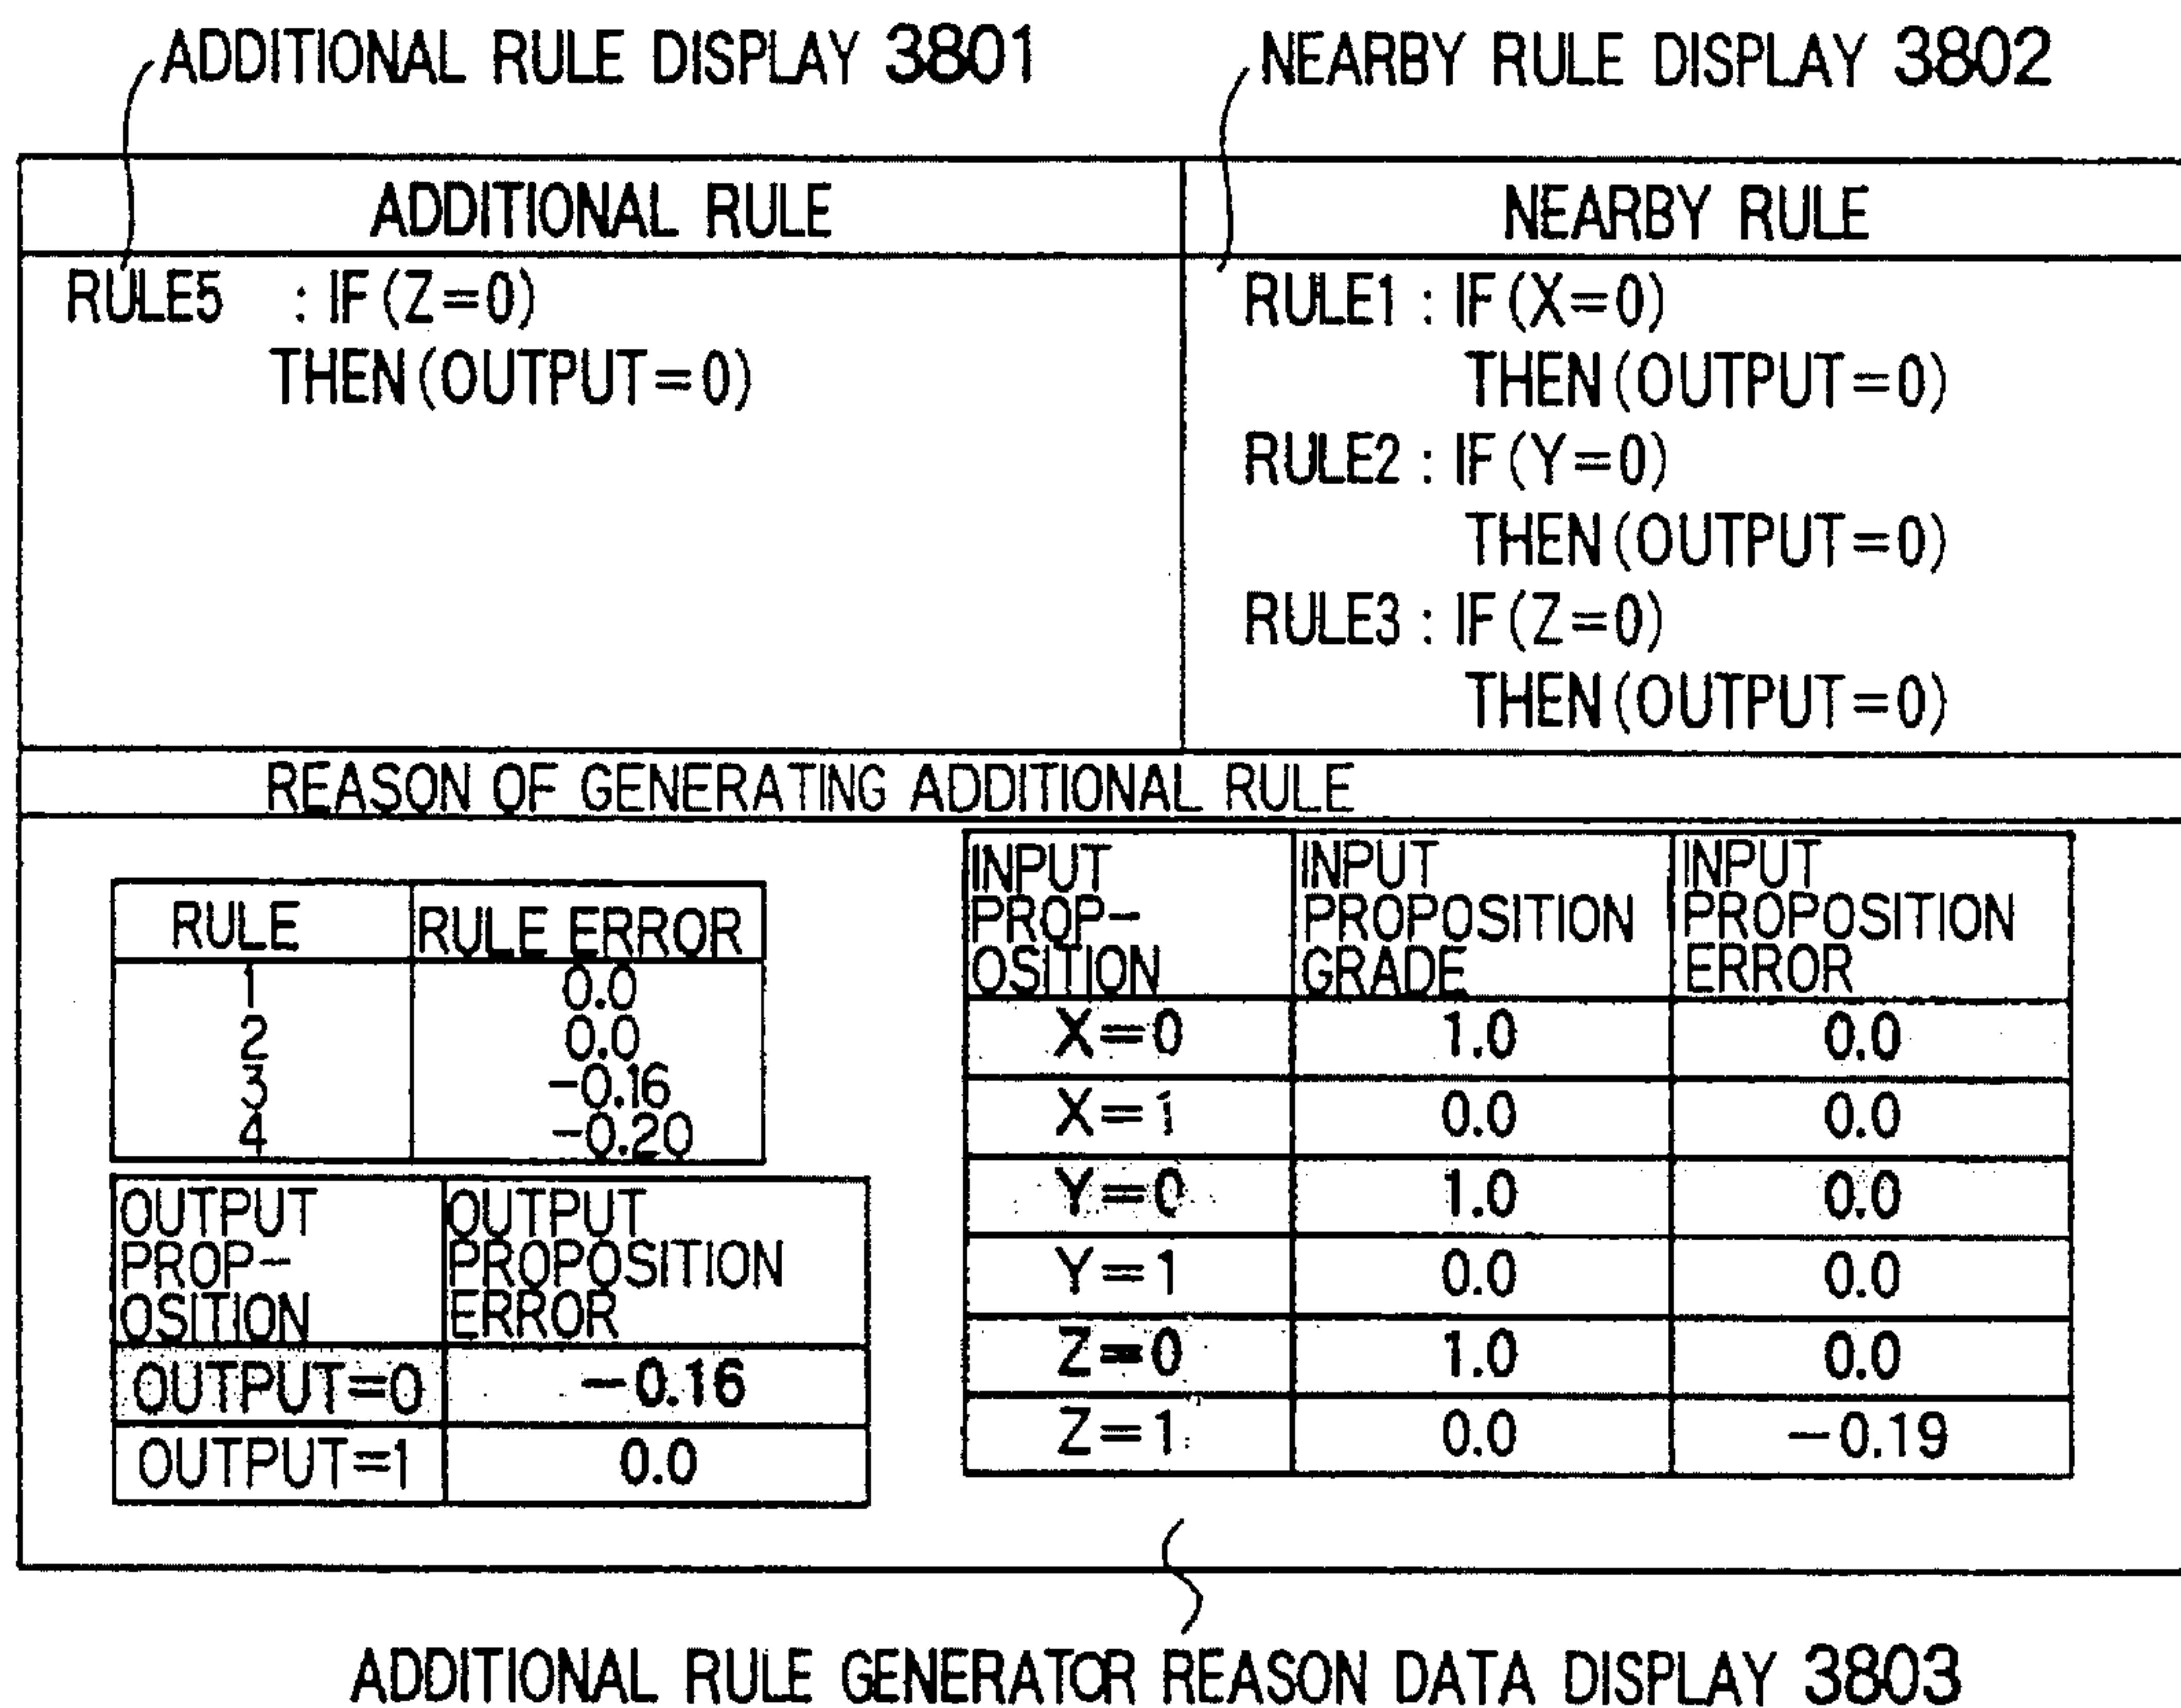 ADDITIONAL RULE DISPLAY 3801
NEARBY RULE DISPLAY 3802
ADDITIONAL RULE
NEARBY RULE
RULE5 : IF(Z=0)
THEN(OUTPUT=0)
RULE1 : IF(X=0)
THEN(OUTPUT=0)
RULE2 : IF(Y=0)
THEN(OUTPUT=0)
RULE3 : IF(Z=0)
THEN(OUTPUT=0)
REASON OF GENERATING ADDITIONAL RULE
RULE RULE ERROR
1 0.0
2 0.0
3 -0.16
4 -0.20
OUTPUT
PROP-
OSITION
OUTPUT
PROPOSITION
ERROR
OUTPUT=0 -0.16
OUTPUT=1 0.0
INPUT
PROP-
OSITION
INPUT
PROPOSITION
GRADE
INPUT
PROPOSITION
ERROR
X=0 1.0 0.0
X=1 0.0 0.0
Y=0 1.0 0.0
Y=1 0.0 0.0
Z=0 1.0 0.0
Z=1 0.0 -0.19
ADDITIONAL RULE GENERATOR REASON DATA DISPLAY 3803